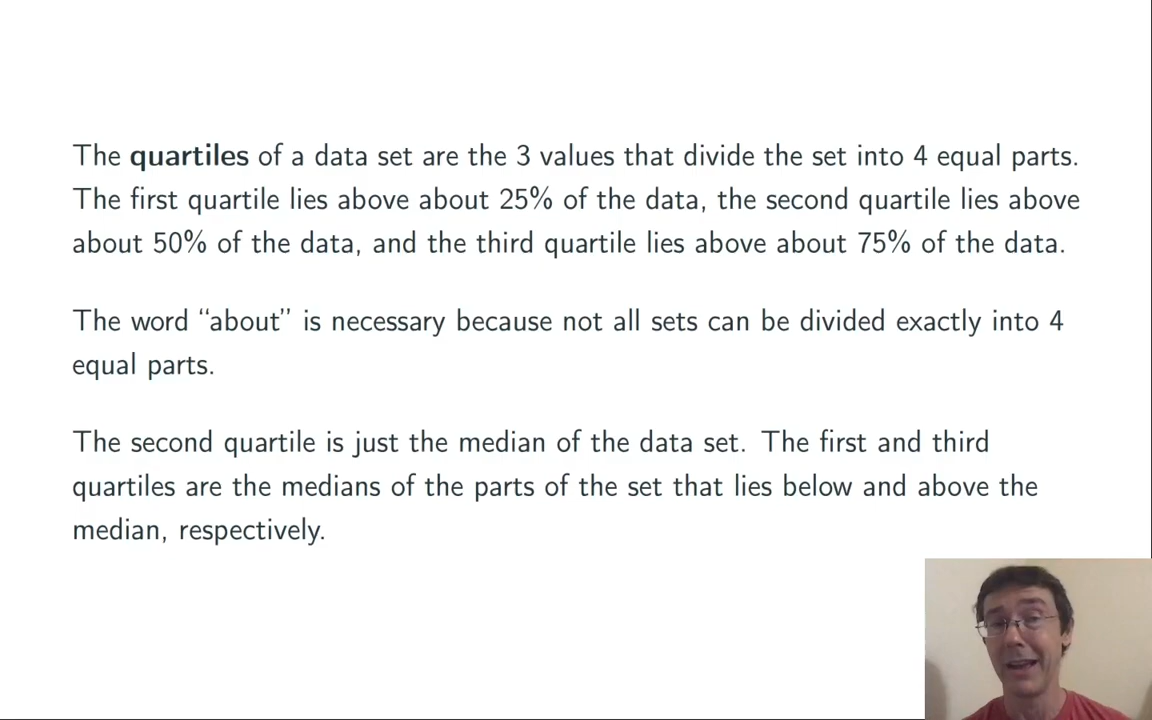 The quartiles of a data set are the 3 values that divide the set into 4 equal parts.
The first quartile lies above about 25% of the data, the second quartile lies above
about 50% of the data, and the third quartile lies above about 75% of the data.
The word “about” is necessary because not all sets can be divided exactly into 4
equal parts.
The second quartile is just the median of the data set. The first and third
quartiles are the medians of the parts of the set that lies below and above the
median, respectively.